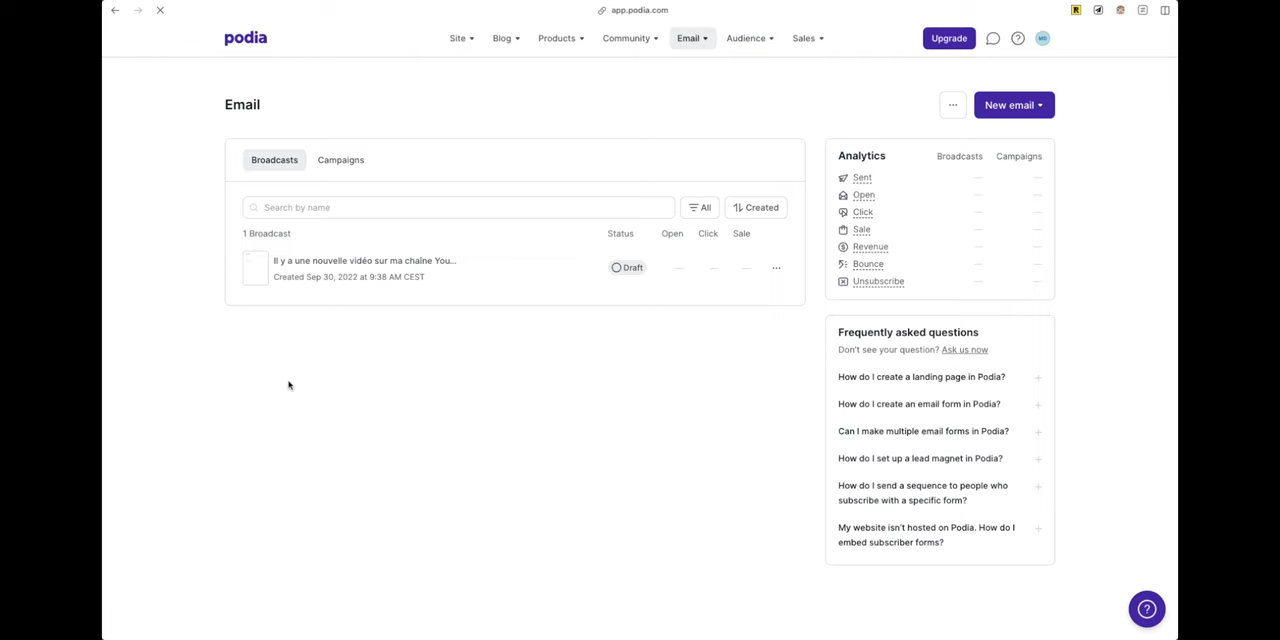 app.podia.com
podia
Site Blog Products Community Email Audience Sales Upgrade MD
Email
... New email
Broadcasts Campaigns
Search by name All Created
1 Broadcast Status Open Click Sale
Il y a une nouvelle vidéo sur ma chaîne You...
Created Sep 30, 2022 at 9:38 AM CEST
Draft — — — ...
Analytics Broadcasts Campaigns
Sent — —
Open — —
Click — —
Sale — —
Revenue — —
Bounce — —
Unsubscribe — —
Frequently asked questions
Don't see your question? Ask us now
How do I create a landing page in Podia? +
How do I create an email form in Podia? +
Can I make multiple email forms in Podia? +
How do I set up a lead magnet in Podia? +
How do I send a sequence to people who +
subscribe with a specific form?
My website isn't hosted on Podia. How do I +
embed subscriber forms?